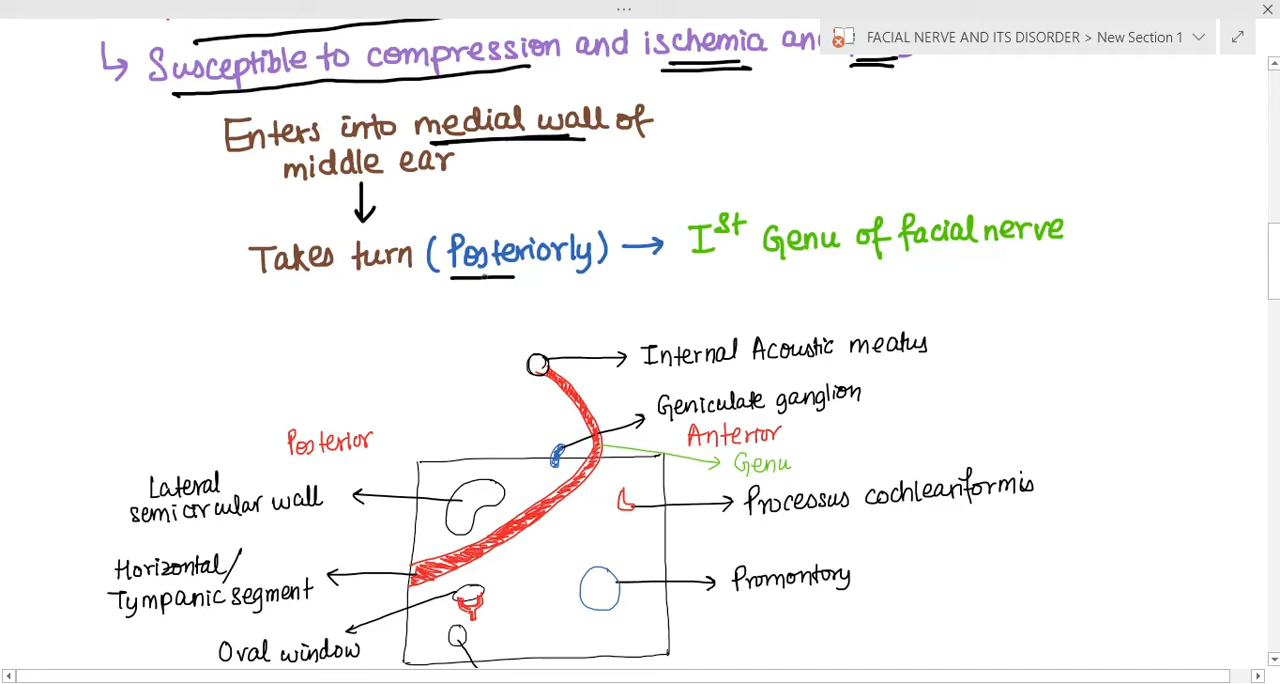 FACIAL NERVE AND ITS DISORDER > New Section 1
↳ Susceptible to compression and ischemia and
Enters into medial wall of
middle ear
Takes turn (Posteriorly) → Ist Genu of facial nerve
Internal Acoustic meatus
Geniculate ganglion
Posterior
Anterior
Genu
Lateral
semicircular wall
Processus cochleariformis
Horizontal/
Tympanic segment
Promontory
Oval window